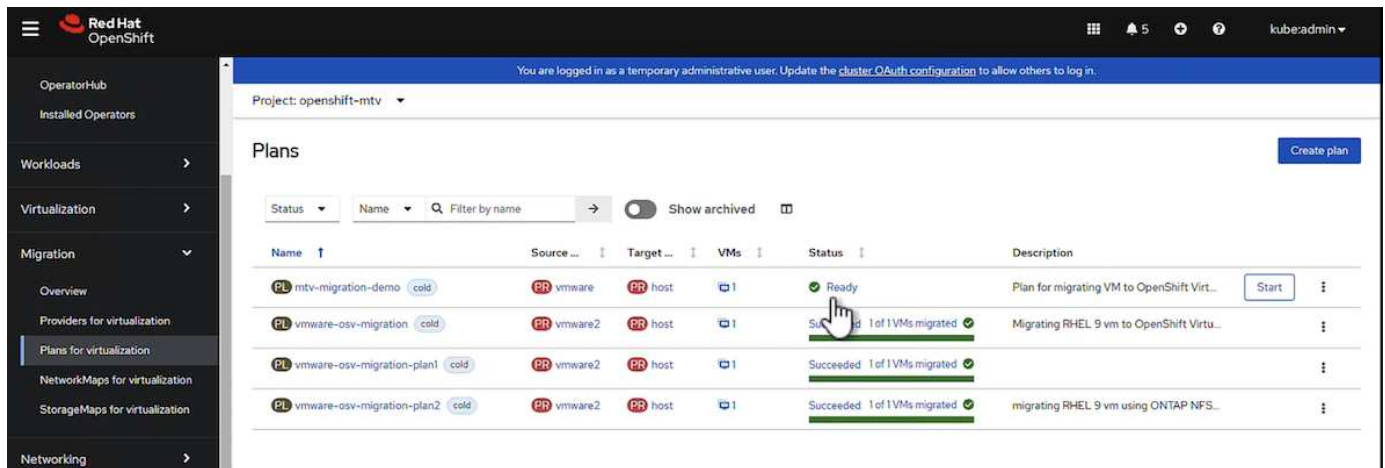 Red Hat
OpenShift
5
kube:admin
You are logged in as a temporary administrative user. Update the cluster OAuth configuration to allow others to log in.
OperatorHub
Installed Operators
Workloads
Virtualization
Migration
Overview
Providers for virtualization
Plans for virtualization
NetworkMaps for virtualization
StorageMaps for virtualization
Networking
Project: openshift-mtv
Plans
Create plan
Status Name Filter by name Show archived
Name Source ... Target ... VMs Status Description
PL mtv-migration-demo cold PR vmware PR host 1 Ready Plan for migrating VM to OpenShift Virt... Start
PL vmware-osv-migration cold PR vmware2 PR host 1 1 of 1 VMs migrated Migrating RHEL 9 vm to OpenShift Virtu...
PL vmware-osv-migration-plan1 cold PR vmware2 PR host 1 Succeeded 1 of 1 VMs migrated
PL vmware-osv-migration-plan2 cold PR vmware2 PR host 1 Succeeded 1 of 1 VMs migrated migrating RHEL 9 vm using ONTAP NFS...